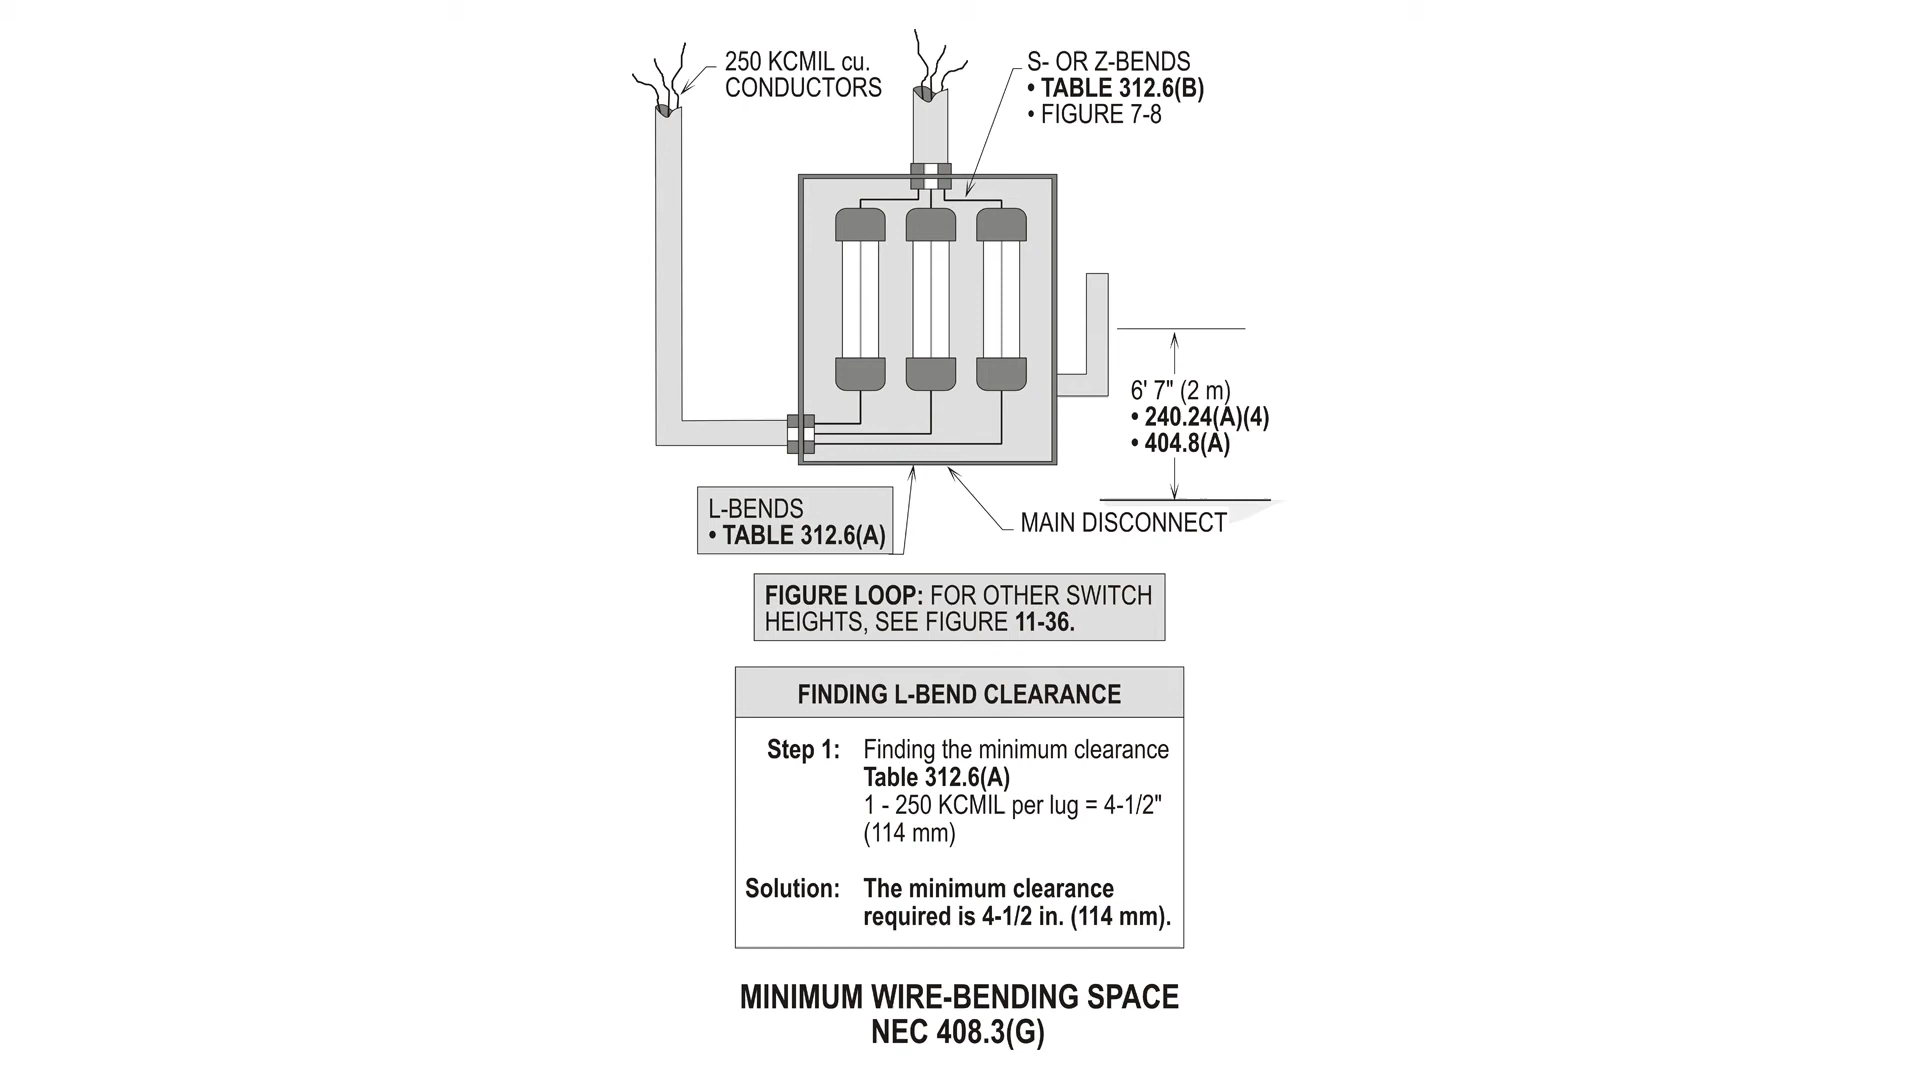 250 KCMIL cu.
CONDUCTORS
S- OR Z-BENDS
• TABLE 312.6(B)
• FIGURE 7-8
6' 7" (2 m)
• 240.24(A)(4)
• 404.8(A)
L-BENDS
• TABLE 312.6(A)
MAIN DISCONNECT
FIGURE LOOP: FOR OTHER SWITCH
HEIGHTS, SEE FIGURE 11-36.
FINDING L-BEND CLEARANCE
Step 1: Finding the minimum clearance
Table 312.6(A)
1 - 250 KCMIL per lug = 4-1/2"
(114 mm)
Solution: The minimum clearance
required is 4-1/2 in. (114 mm).
MINIMUM WIRE-BENDING SPACE
NEC 408.3(G)